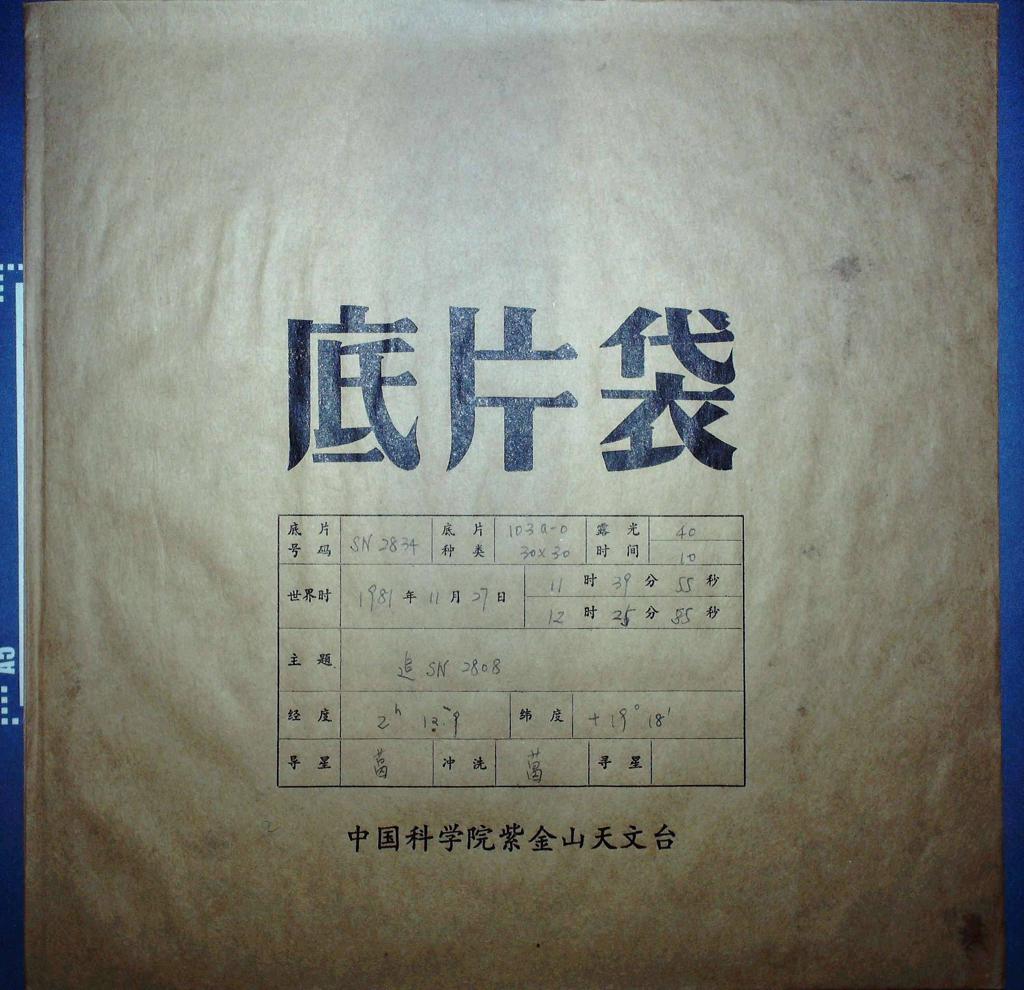 底片袋
底片号码 SN 2834 底片种类 103a-O 30×30 露光时间 40 10
世界时 1981年11月27日 11时39分55秒
12时25分55秒
主题 追 SN 2808
经度 2h 12m.9 纬度 +19° 18'
导星 冲洗 寻星
中国科学院紫金山天文台
A5